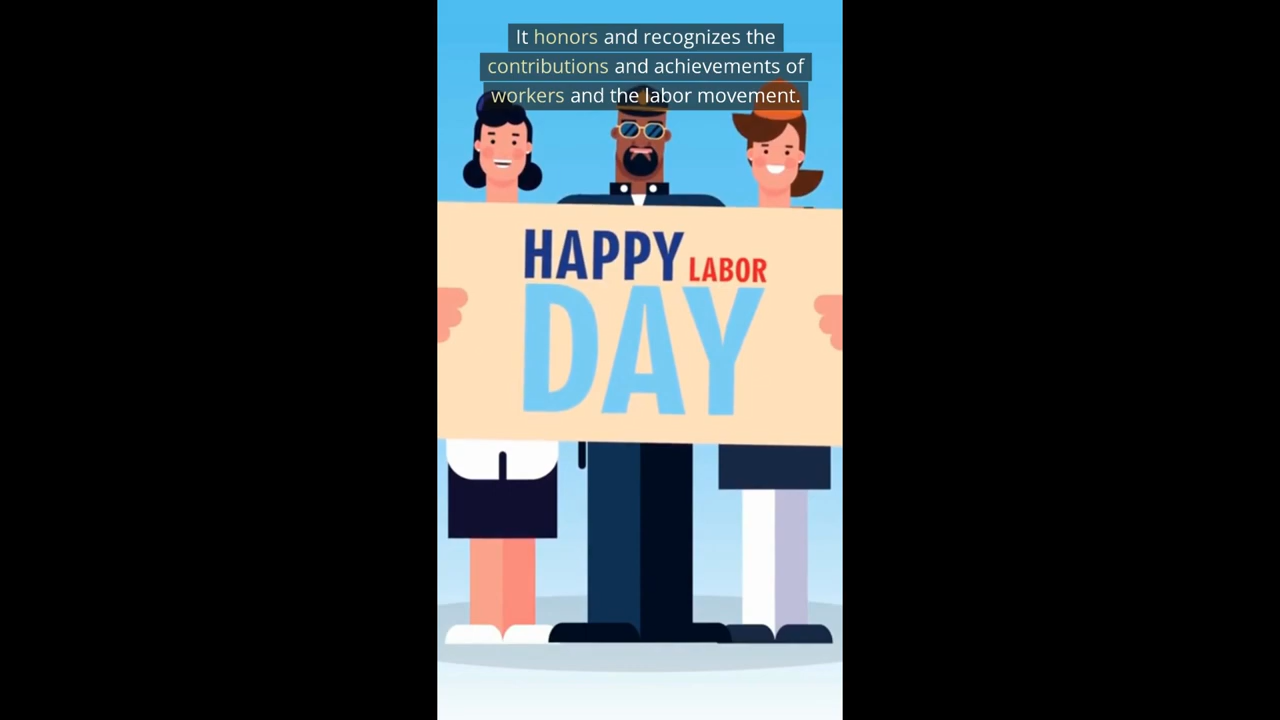 It honors and recognizes the
contributions and achievements of
workers and the labor movement.
HAPPY LABOR
DAY